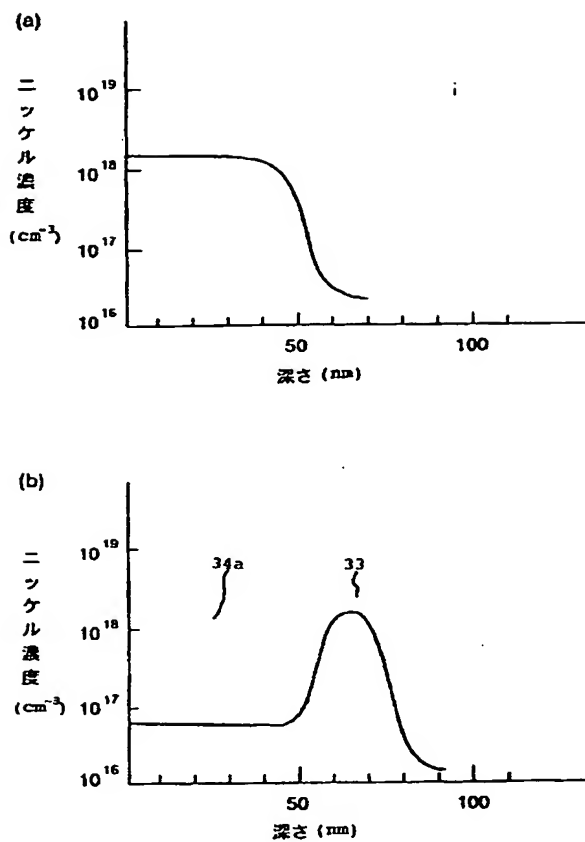 (a)
ニッケル濃度
(cm⁻³)
10¹⁹
10¹⁸
10¹⁷
10¹⁶
i
50
100
深さ (nm)
(b)
ニッケル濃度
(cm⁻³)
10¹⁹
10¹⁸
10¹⁷
10¹⁶
34a
33
50
100
深さ (nm)